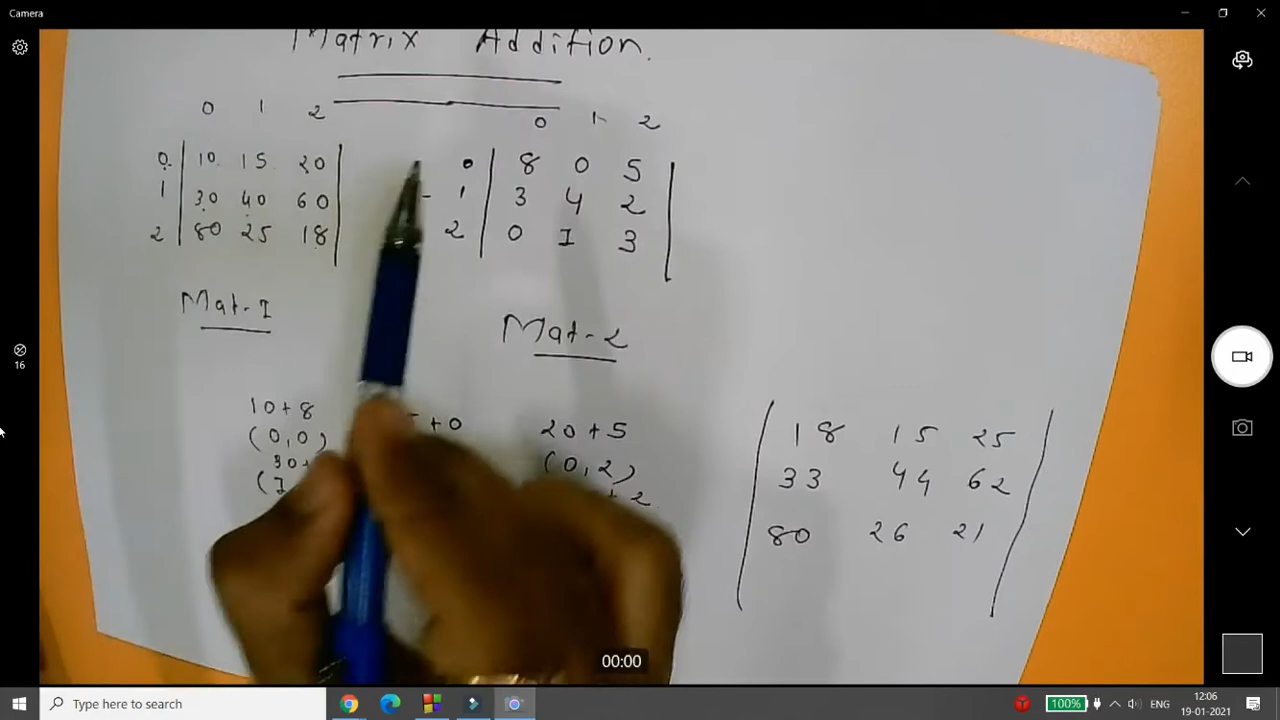 Camera
Matrix Addition.
0 1 2
0 1 2
0 10 15 20
0 8 0 5
1 30 40 60
- 1 3 4 2
2 80 25 18
2 0 1 3
Mat-1
Mat-2
10+8
+0
20+5
(0,0)
(0,2)
30+
(1
+2
18 15 25
33 44 62
80 26 21
16
00:00
Type here to search
100%
ENG
12:06
19-01-2021